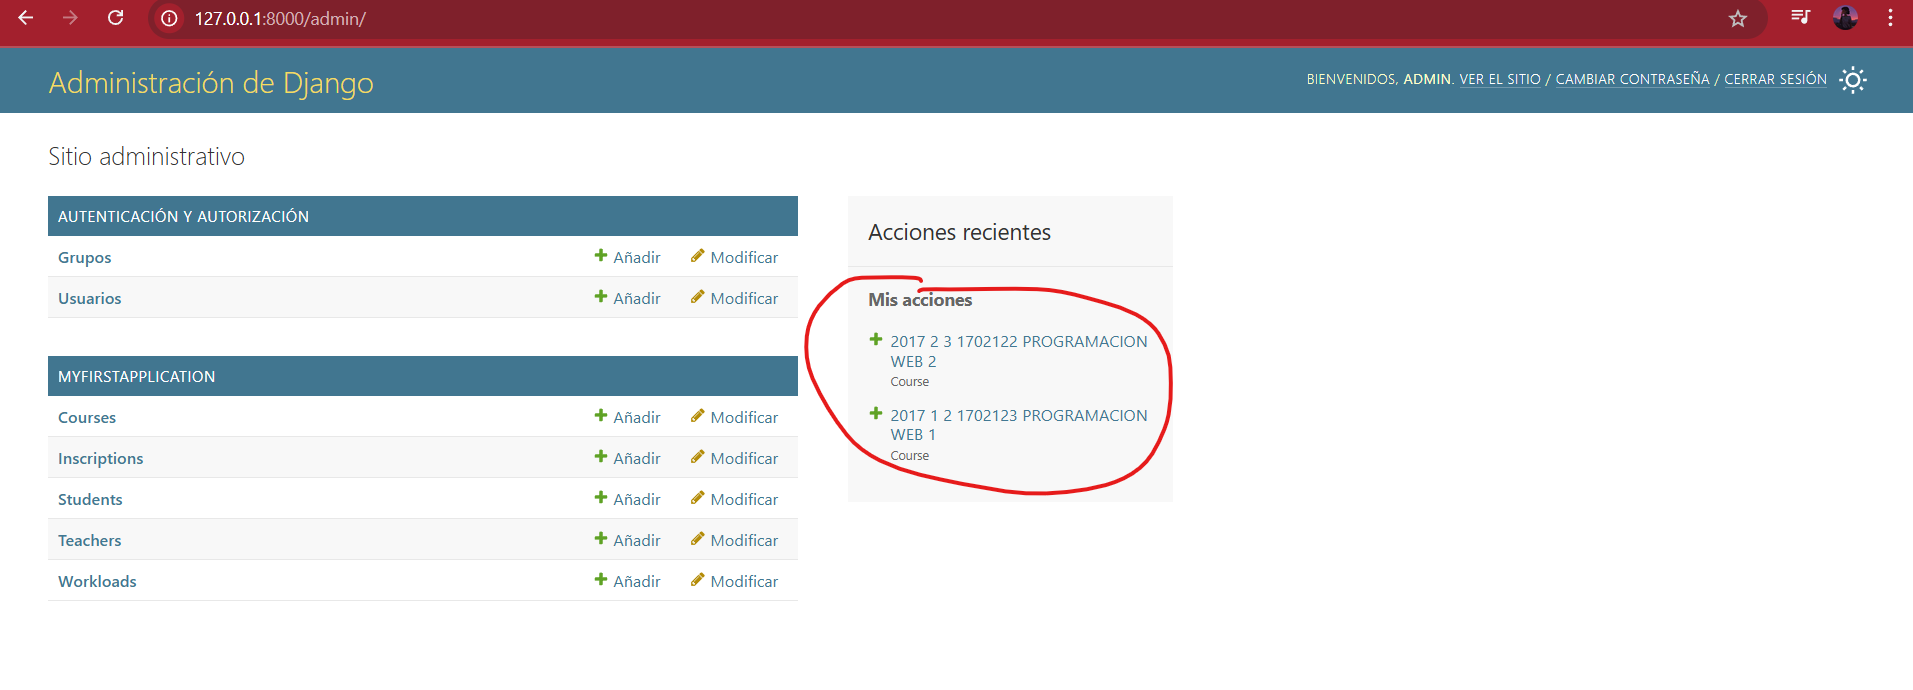 127.0.0.1:8000/admin/
Administración de Django
BIENVENIDOS, ADMIN. VER EL SITIO / CAMBIAR CONTRASEÑA / CERRAR SESIÓN
Sitio administrativo
AUTENTICACIÓN Y AUTORIZACIÓN
Grupos Añadir Modificar
Usuarios Añadir Modificar
MYFIRSTAPPLICATION
Courses Añadir Modificar
Inscriptions Añadir Modificar
Students Añadir Modificar
Teachers Añadir Modificar
Workloads Añadir Modificar
Acciones recientes
Mis acciones
2017 2 3 1702122 PROGRAMACION
WEB 2
Course
2017 1 2 1702123 PROGRAMACION
WEB 1
Course